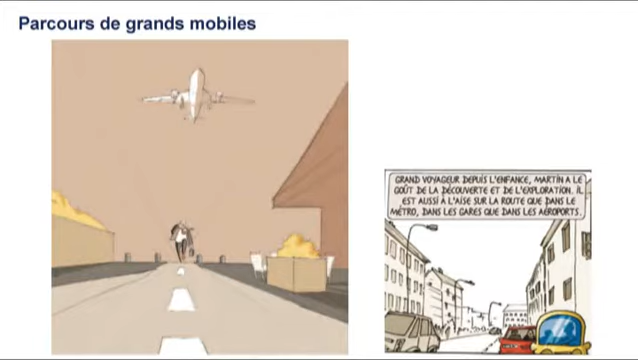 Parcours de grands mobiles
GRAND VOYAGEUR DEPUIS L'ENFANCE, MARTIN A LE
GOÛT DE LA DÉCOUVERTE ET DE L'EXPLORATION. IL
EST AUSSI À L'AISE SUR LA ROUTE QUE DANS LE
MÉTRO, DANS LES GARES QUE DANS LES AÉROPORTS.